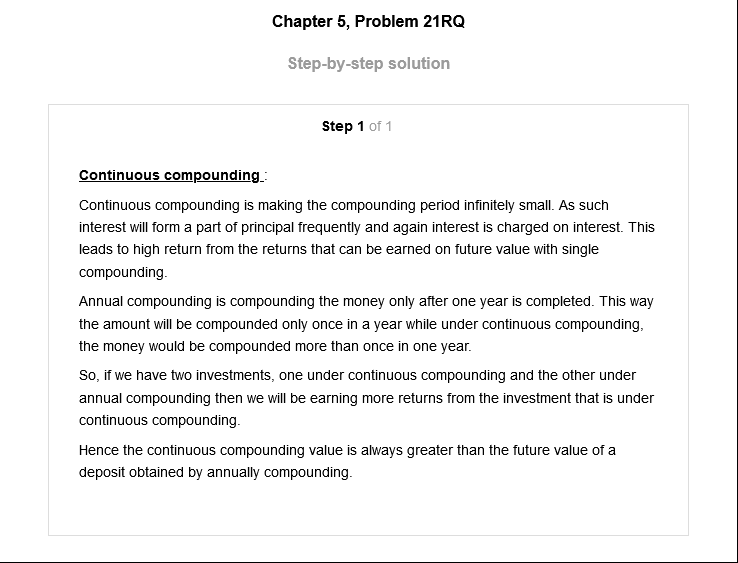 Chapter 5, Problem 21RQ
Step-by-step solution
Step 1 of 1
Continuous compounding :
Continuous compounding is making the compounding period infinitely small. As such
interest will form a part of principal frequently and again interest is charged on interest. This
leads to high return from the returns that can be earned on future value with single
compounding.
Annual compounding is compounding the money only after one year is completed. This way
the amount will be compounded only once in a year while under continuous compounding,
the money would be compounded more than once in one year.
So, if we have two investments, one under continuous compounding and the other under
annual compounding then we will be earning more returns from the investment that is under
continuous compounding.
Hence the continuous compounding value is always greater than the future value of a
deposit obtained by annually compounding.